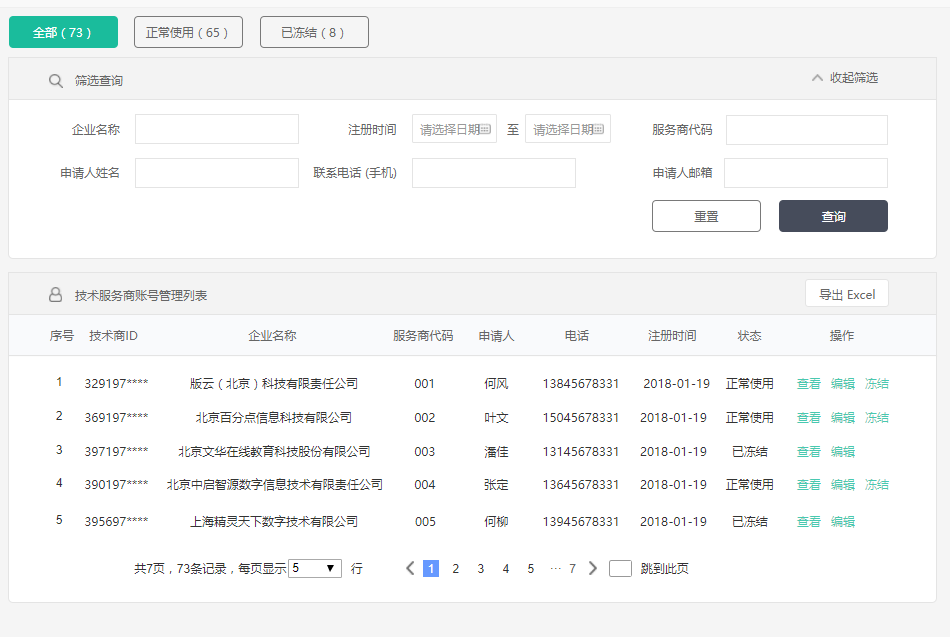 全部 ( 73 ) 正常使用 ( 65 ) 已冻结 ( 8 )
筛选查询 收起筛选
企业名称 注册时间 请选择日期 至 请选择日期 服务商代码
申请人姓名 联系电话 (手机) 申请人邮箱
重置 查询
技术服务商账号管理列表 导出 Excel
序号 技术商ID 企业名称 服务商代码 申请人 电话 注册时间 状态 操作
1 329197**** 版云（北京）科技有限责任公司 001 何风 13845678331 2018-01-19 正常使用 查看 编辑 冻结
2 369197**** 北京百分点信息科技有限公司 002 叶文 15045678331 2018-01-19 正常使用 查看 编辑 冻结
3 397197**** 北京文华在线教育科技股份有限公司 003 潘佳 13145678331 2018-01-19 已冻结 查看 编辑
4 390197**** 北京中启智源数字信息技术有限责任公司 004 张定 13645678331 2018-01-19 正常使用 查看 编辑 冻结
5 395697**** 上海精灵天下数字技术有限公司 005 何柳 13945678331 2018-01-19 已冻结 查看 编辑
共7页，73条记录，每页显示 5 行 1 2 3 4 5 ··· 7 跳到此页